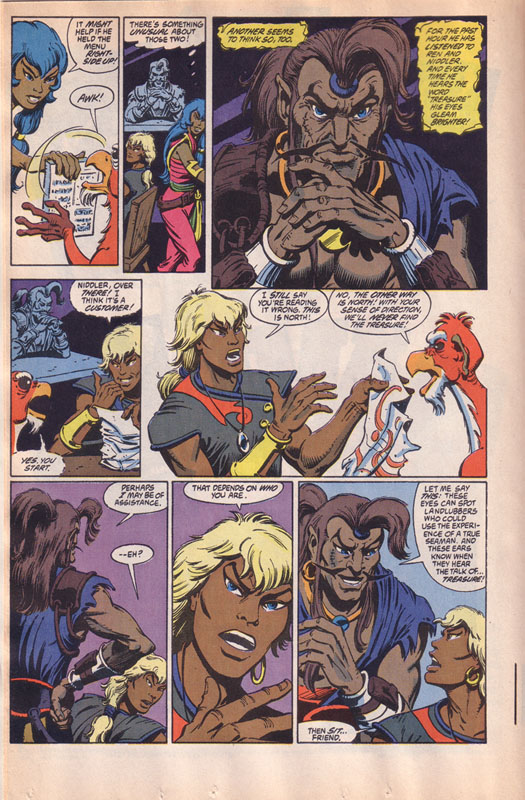 IT MIGHT
HELP IF HE
HELD THE
MENU
RIGHT-
SIDE UP!
AWK!
THERE'S SOMETHING
UNUSUAL ABOUT
THOSE TWO!
ANOTHER SEEMS
TO THINK SO, TOO.
FOR THE PAST
HOUR HE HAS
LISTENED TO
REN AND
NIDDLER.
AND EVERY
TIME HE
HEARS THE
WORD
"TREASURE"
HIS EYES
GLEAM
BRIGHTER!
NIDDLER, OVER
THERE! I
THINK IT'S A
CUSTOMER!
YES. YOU
START.
I STILL SAY
YOU'RE READING
IT WRONG. THIS
IS NORTH!
NO, THE OTHER WAY
IS NORTH! WITH YOUR
SENSE OF DIRECTION,
WE'LL NEVER FIND
THE TREASURE!
PERHAPS
I MAY BE OF
ASSISTANCE.
--EH?
THAT DEPENDS ON WHO
YOU ARE.
LET ME SAY
THIS: THESE
EYES CAN SPOT
LANDLUBBERS
WHO COULD
USE THE EXPERI-
ENCE OF A TRUE
SEAMAN. AND
THESE EARS
KNOW WHEN
THEY HEAR
THE TALK OF...
TREASURE!
THEN SIT...
FRIEND.